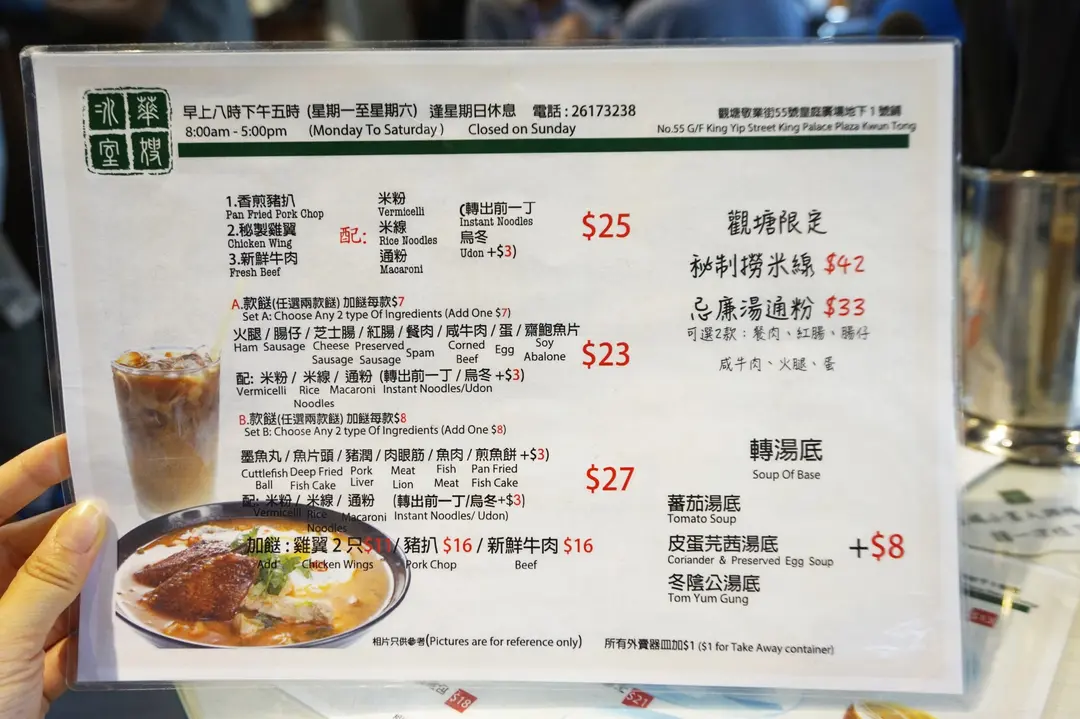 冰華
室嫂
早上八時下午五時 (星期一至星期六) 逢星期日休息 電話 : 26173238
8:00am - 5:00pm (Monday To Saturday ) Closed on Sunday
觀塘敬業街55號皇庭廣場地下1號鋪
No.55 G/F King Yip Street King Palace Plaza Kwun Tong
1.香煎豬扒
Pan Fried Pork Chop
2.秘製雞翼
Chicken Wing
3.新鮮牛肉
Fresh Beef
配:
米粉
Vermicelli
米線
Rice Noodles
通粉
Macaroni
(轉出前一丁
Instant Noodles
烏冬
Udon +$3)
$25
A.款餸(任選兩款餸) 加餸每款$7
Set A: Choose Any 2 type Of Ingredients (Add One $7)
火腿 / 腸仔 / 芝士腸 / 紅腸 / 餐肉 / 咸牛肉 / 蛋 / 齋鮑魚片
Ham Sausage Cheese Sausage Preserved Sausage Spam Corned Beef Egg Soy Abalone
$23
配: 米粉 / 米線 / 通粉 (轉出前一丁 / 烏冬 +$3)
Vermicelli Rice Noodles Macaroni Instant Noodles/Udon
B.款餸(任選兩款餸) 加餸每款$8
Set B: Choose Any 2 type Of Ingredients (Add One $8)
墨魚丸 / 魚片頭 / 豬潤 / 肉眼筋 / 魚肉 / 煎魚餅 +$3)
Cuttlefish Ball Deep Fried Fish Cake Pork Liver Meat Lion Fish Meat Pan Fried Fish Cake
$27
配: 米粉 / 米線 / 通粉 (轉出前一丁/烏冬+$3)
Vermicelli Rice Noodles Macaroni Instant Noodles/ Udon)
加餸 : 雞翼 2 只$11 / 豬扒 $16 / 新鮮牛肉 $16
Add Chicken Wings Pork Chop Beef
觀塘限定
秘制撈米線 $42
忌廉湯通粉 $33
可選2款：餐肉、紅腸、腸仔
咸牛肉、火腿、蛋
轉湯底
Soup Of Base
蕃茄湯底
Tomato Soup
皮蛋芫茜湯底
Coriander & Preserved Egg Soup
冬陰公湯底
Tom Yum Gung
+$8
相片只供參考(Pictures are for reference only)
所有外賣器皿加$1 ($1 for Take Away container)
$18
$21